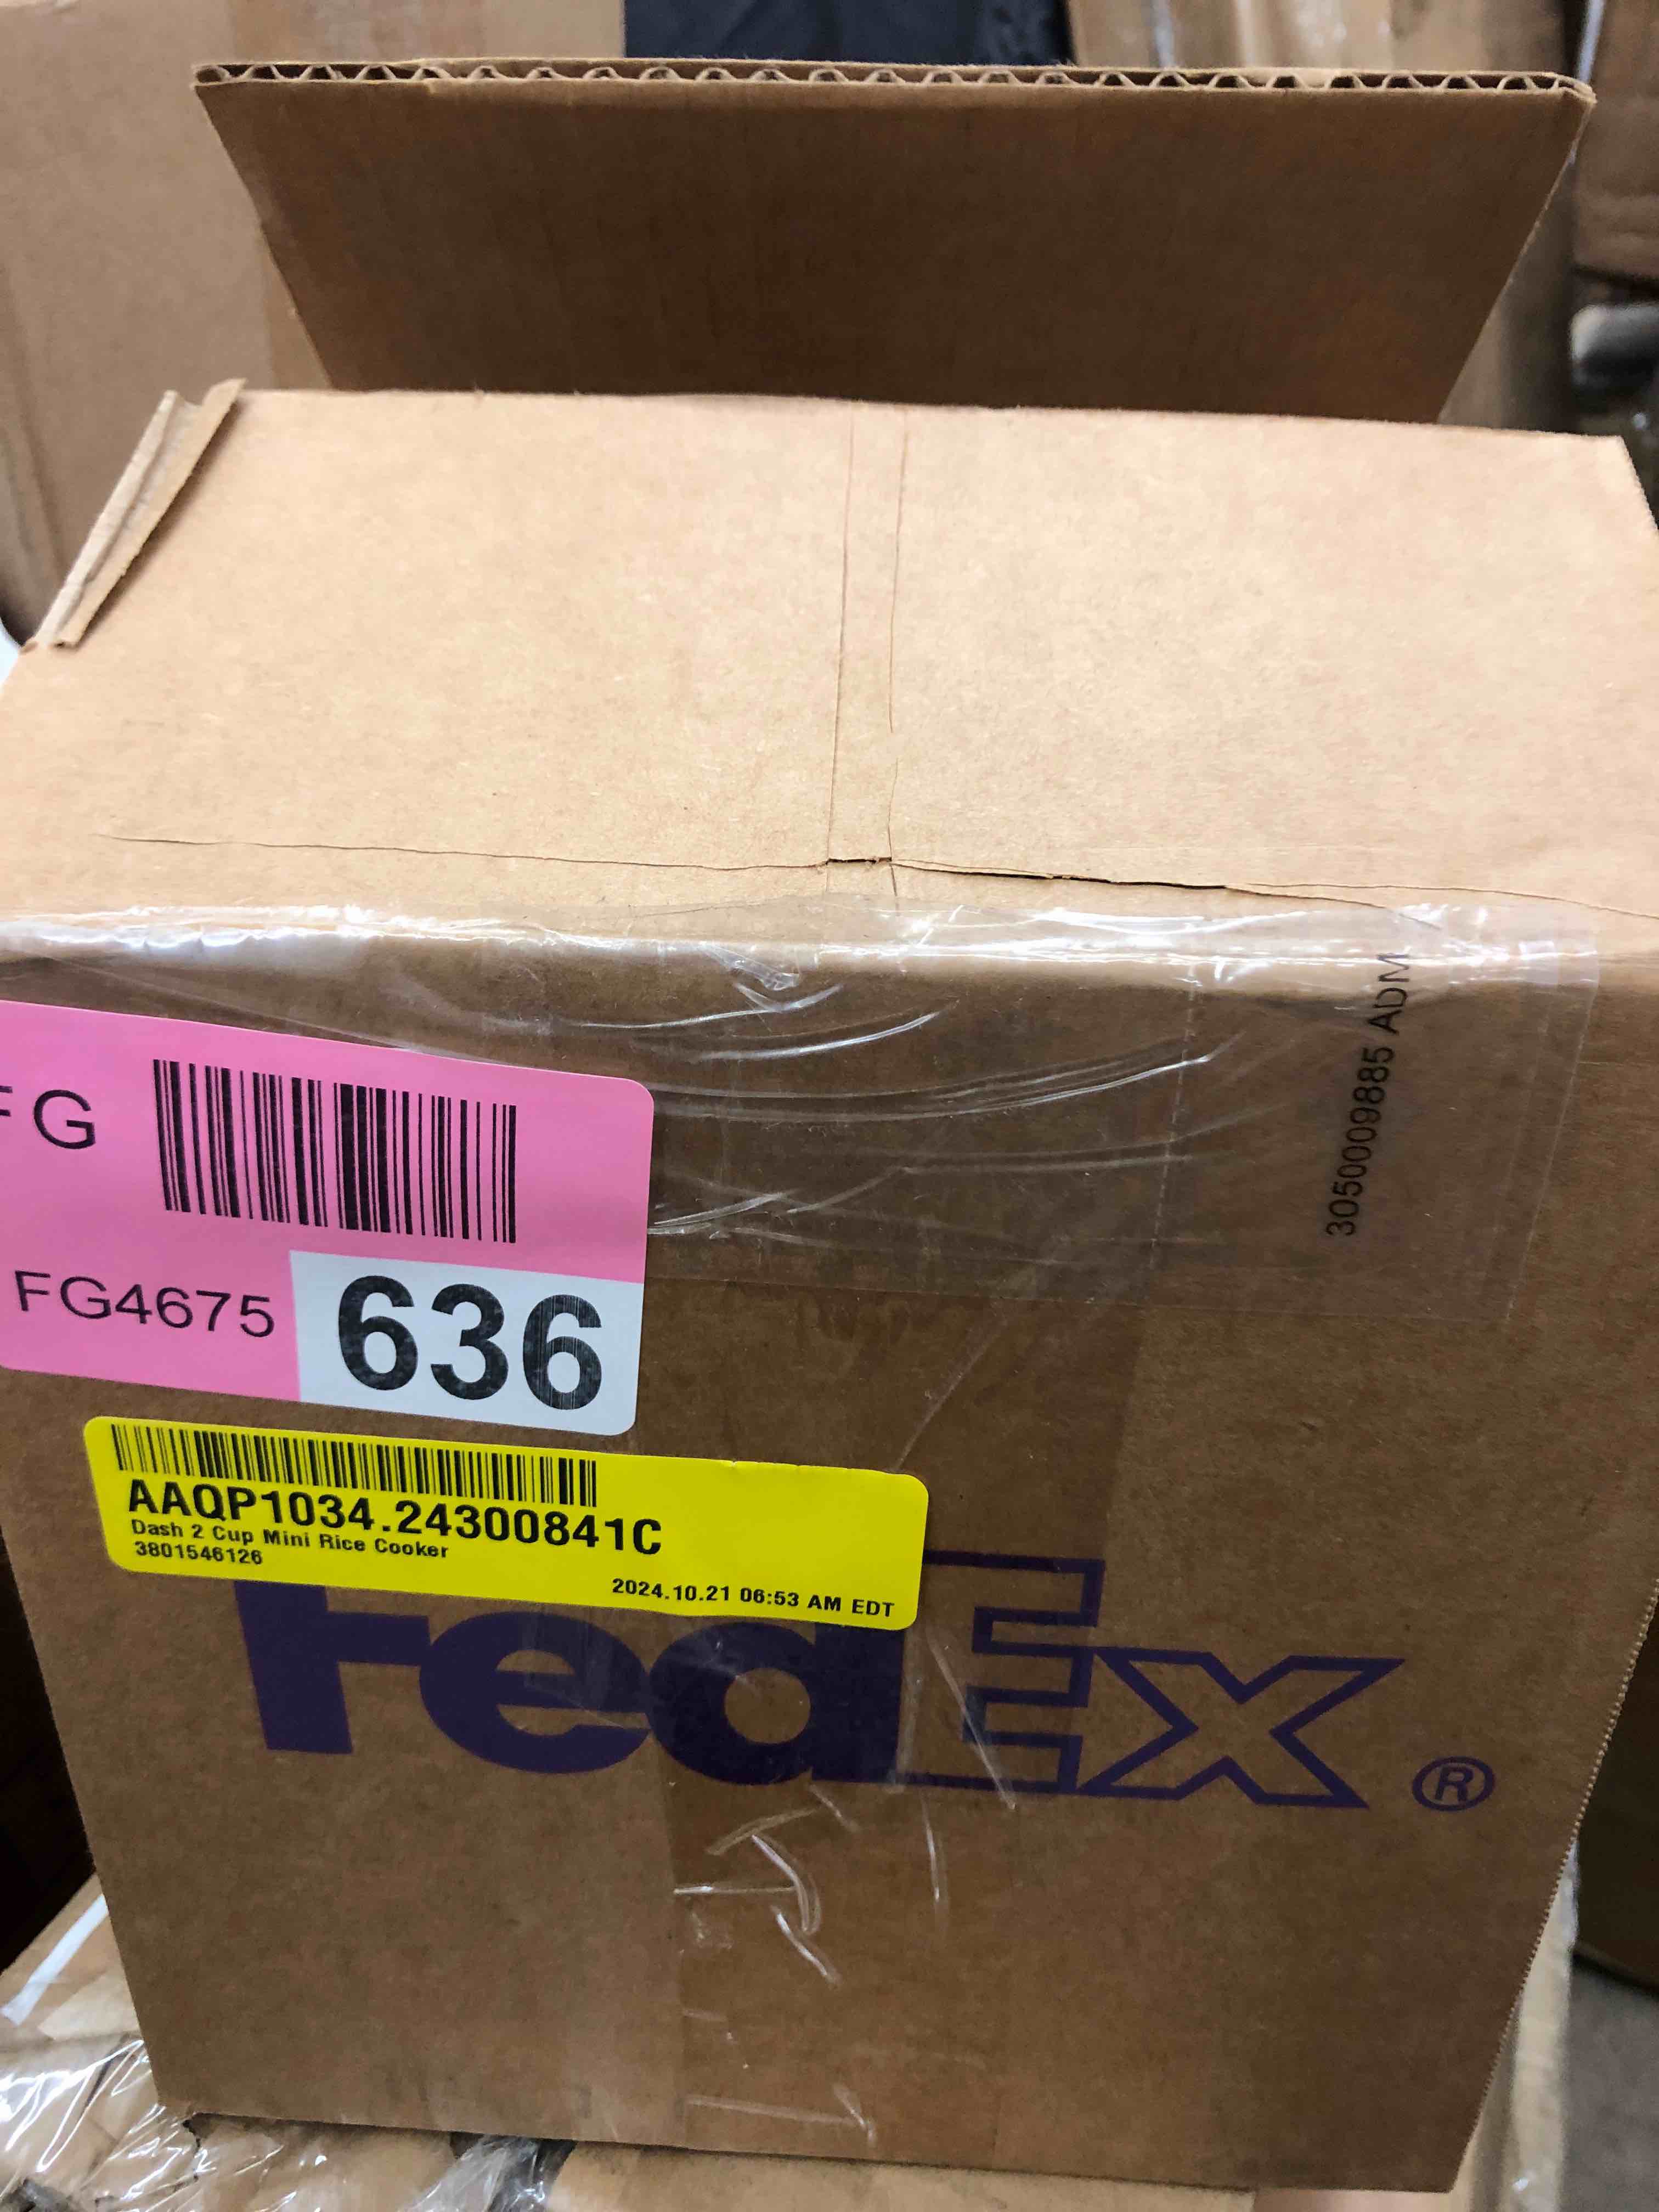 305009885 ADM
FG
FG4675
636
AAQP1034.24300841C
Dash 2 Cup Mini Rice Cooker
3801546126
2024.10.21 06:53 AM EDT
FedEx ®